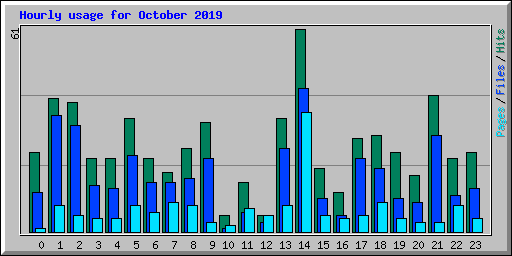 Hourly usage for October 2019
61
Pages / Files / Hits
0 1 2 3 4 5 6 7 8 9 10 11 12 13 14 15 16 17 18 19 20 21 22 23